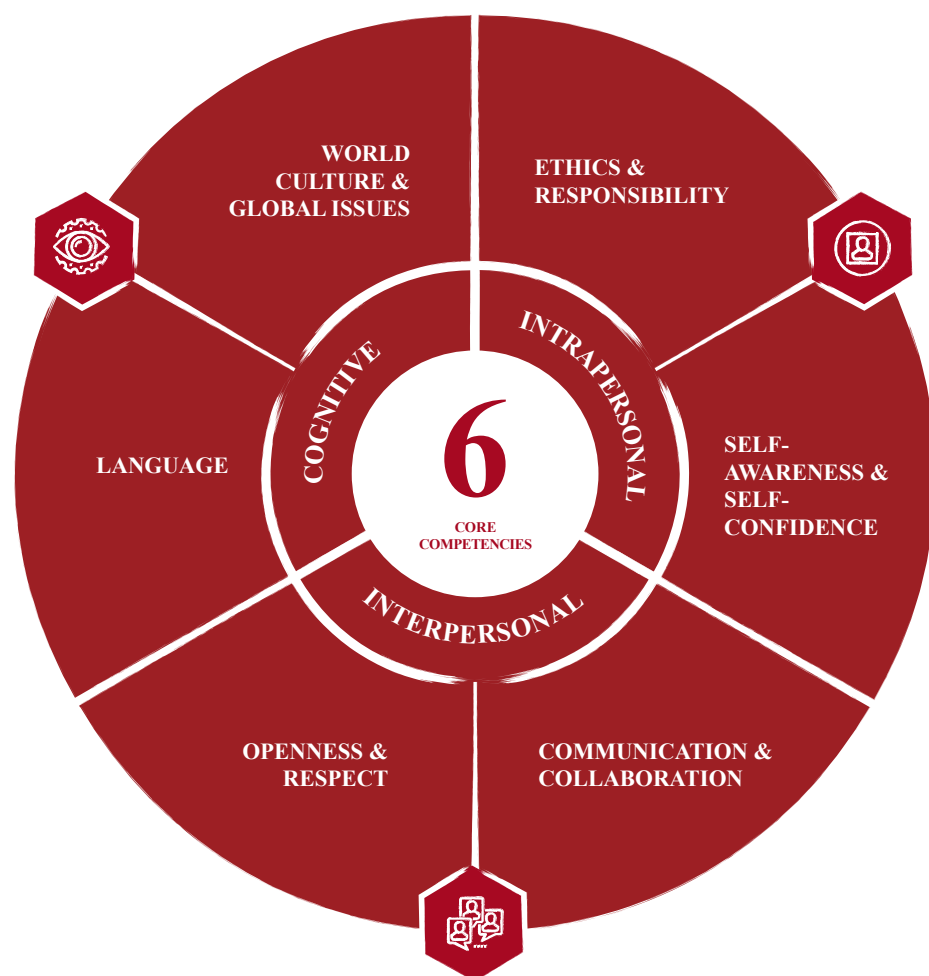 WORLD
CULTURE &
GLOBAL ISSUES
ETHICS &
RESPONSIBILITY
COGNITIVE
INTRAPERSONAL
6
CORE
COMPETENCIES
LANGUAGE
SELF-
AWARENESS &
SELF-
CONFIDENCE
INTERPERSONAL
OPENNESS &
RESPECT
COMMUNICATION &
COLLABORATION